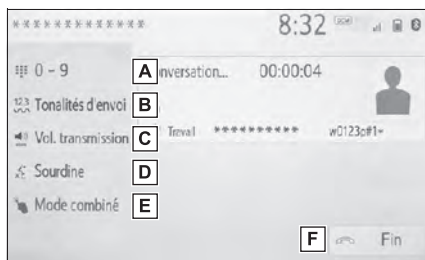 ************* 8:32 DCM
0 - 9 A nversation... 00:00:04
Tonalités d'envoi B
Vol. transmission C Travail ********** w0123p#1*
Sourdine D
Mode combiné E
F Fin